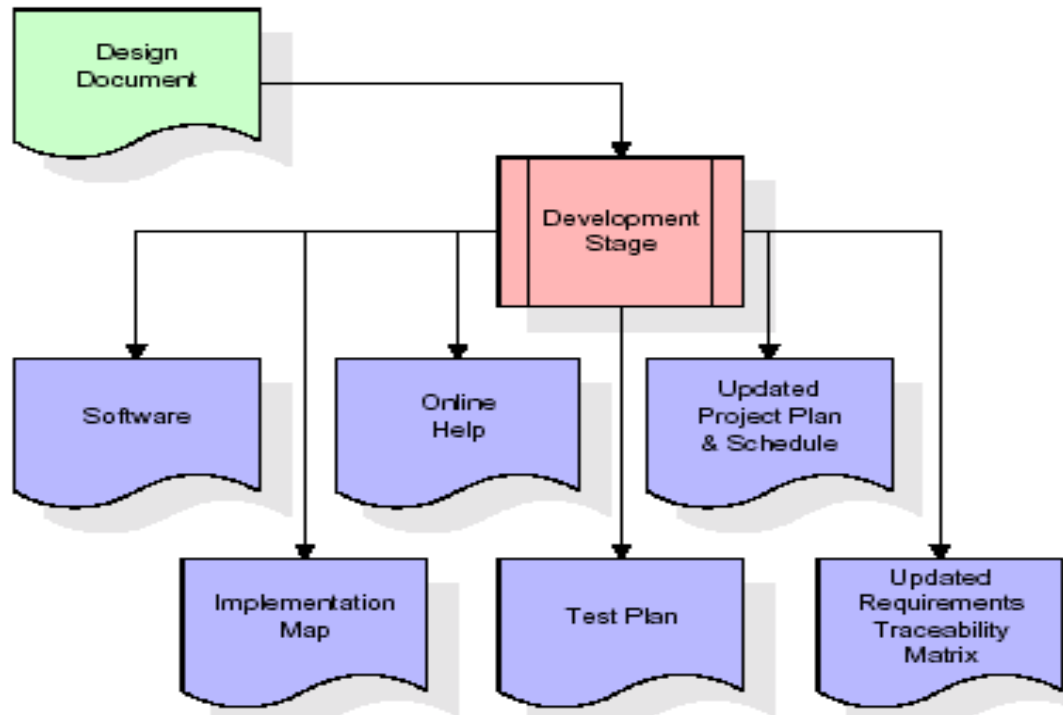 Design
Document
Development
Stage
Software
Online
Help
Updated
Project Plan
& Schedule
Implementation
Map
Test Plan
Updated
Requirements
Traceability
Matrix